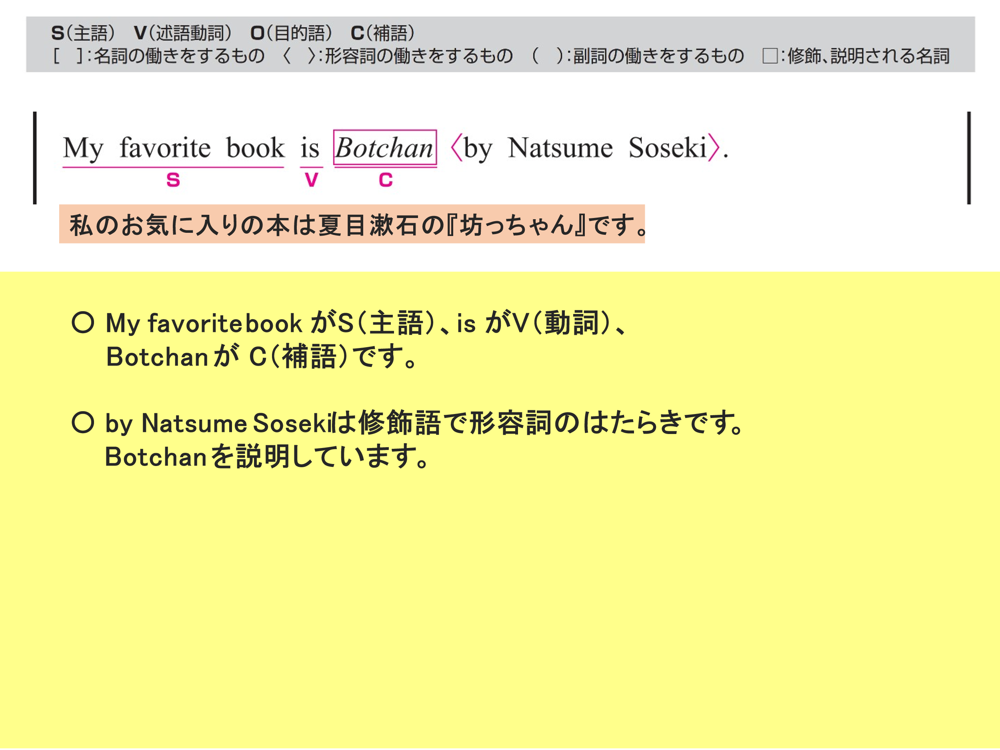 S（主語）　V（述語動詞）　O（目的語）　C（補語）
［　］：名詞の働きをするもの　〈　〉：形容詞の働きをするもの　（　）：副詞の働きをするもの　□：修飾、説明される名詞
My favorite book is Botchan 〈by Natsume Soseki〉.
S V C
私のお気に入りの本は夏目漱石の『坊っちゃん』です。
○ My favorite book がS（主語）、is がV（動詞）、
Botchan が C（補語）です。
○ by Natsume Sosekiは修飾語で形容詞のはたらきです。
Botchanを説明しています。